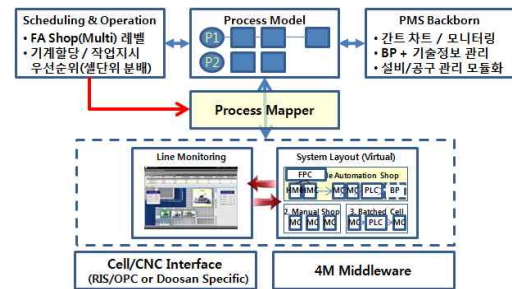 Scheduling & Operation
• FA Shop(Multi) 레벨
• 기계할당 / 작업지시
우선순위(셀단위 분배)
Process Model
P1
P2
PMS Backborn
• 간트 차트 / 모니터링
• BP + 기술정보 관리
• 설비/공구 관리 모듈화
Process Mapper
Line Monitoring
System Layout (Virtual)
FPC
e Automation Shop
HMC HMC MC MC PLC BP
2. Manual Shop
MC MC MC
3. Batched Cell
MC PLC MC
Cell/CNC Interface
(RIS/OPC or Doosan Specific)
4M Middleware